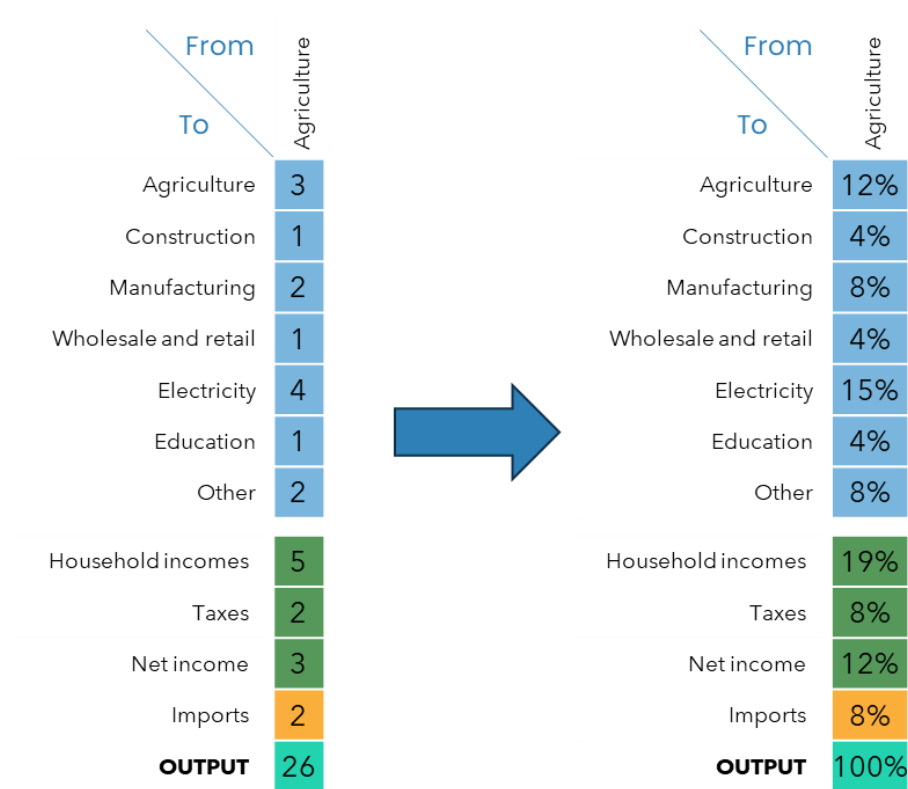 From Agriculture
To
Agriculture 3
Construction 1
Manufacturing 2
Wholesale and retail 1
Electricity 4
Education 1
Other 2
Household incomes 5
Taxes 2
Net income 3
Imports 2
OUTPUT 26
From Agriculture
To
Agriculture 12%
Construction 4%
Manufacturing 8%
Wholesale and retail 4%
Electricity 15%
Education 4%
Other 8%
Household incomes 19%
Taxes 8%
Net income 12%
Imports 8%
OUTPUT 100%